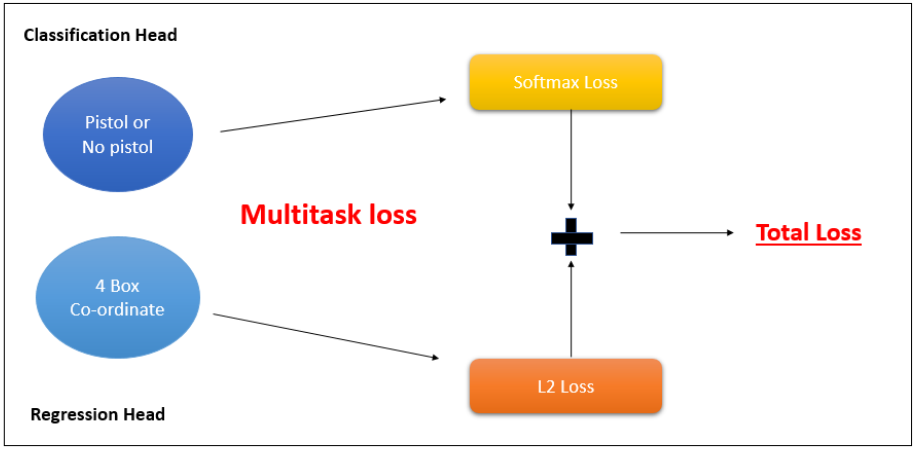 Classification Head
Pistol or
No pistol
Softmax Loss
Multitask loss
Total Loss
4 Box
Co-ordinate
L2 Loss
Regression Head